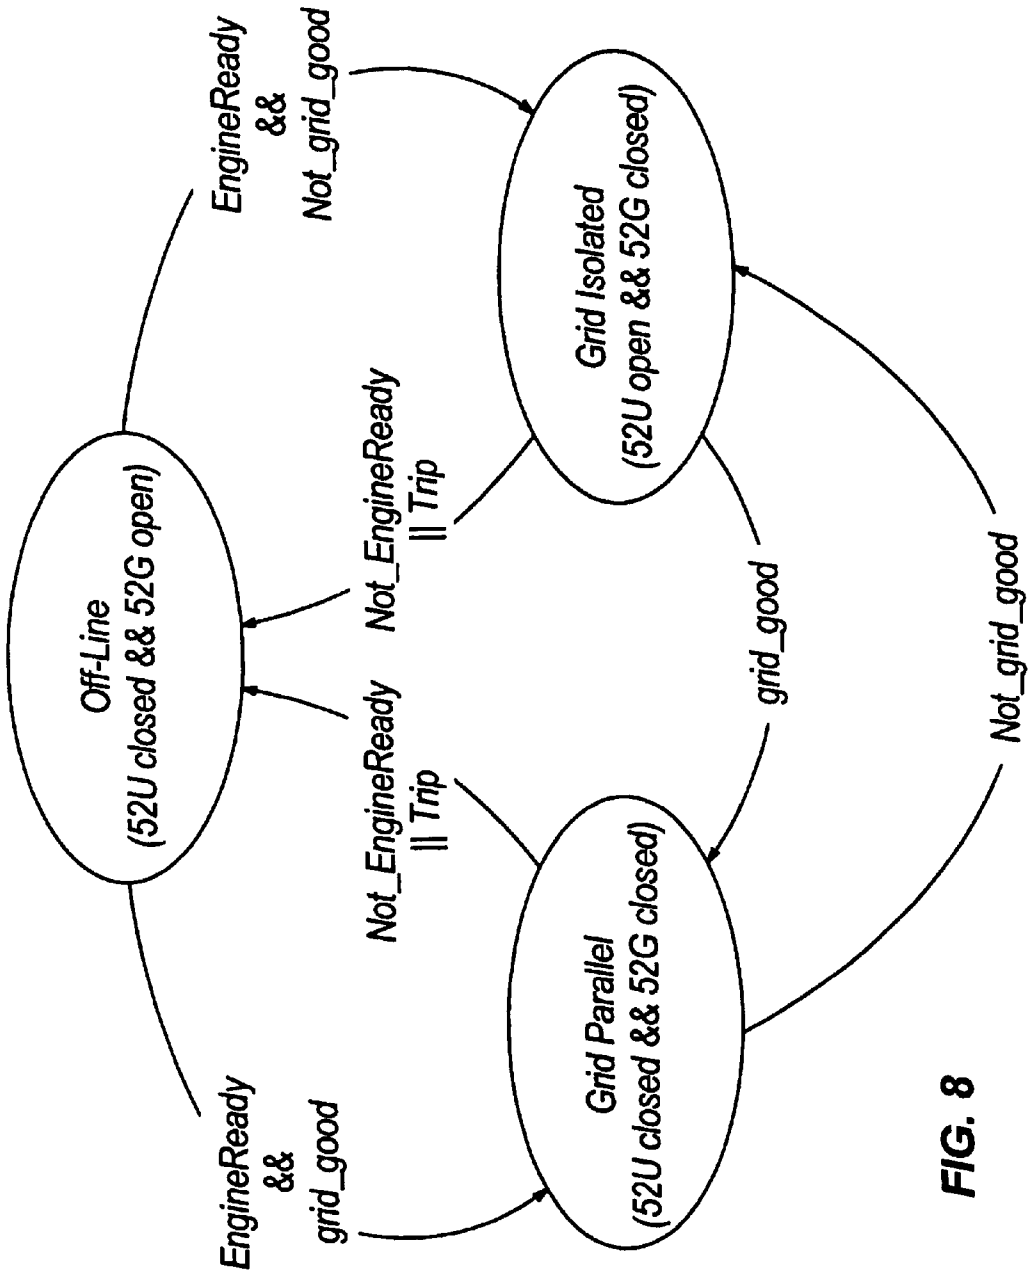 Off-Line
(52U closed && 52G open)
EngineReady
&&
grid_good
EngineReady
&&
Not_grid_good
Not_EngineReady
|| Trip
Not_EngineReady
|| Trip
Grid Parallel
(52U closed && 52G closed)
Grid Isolated
(52U open && 52G closed)
grid_good
Not_grid_good
FIG. 8